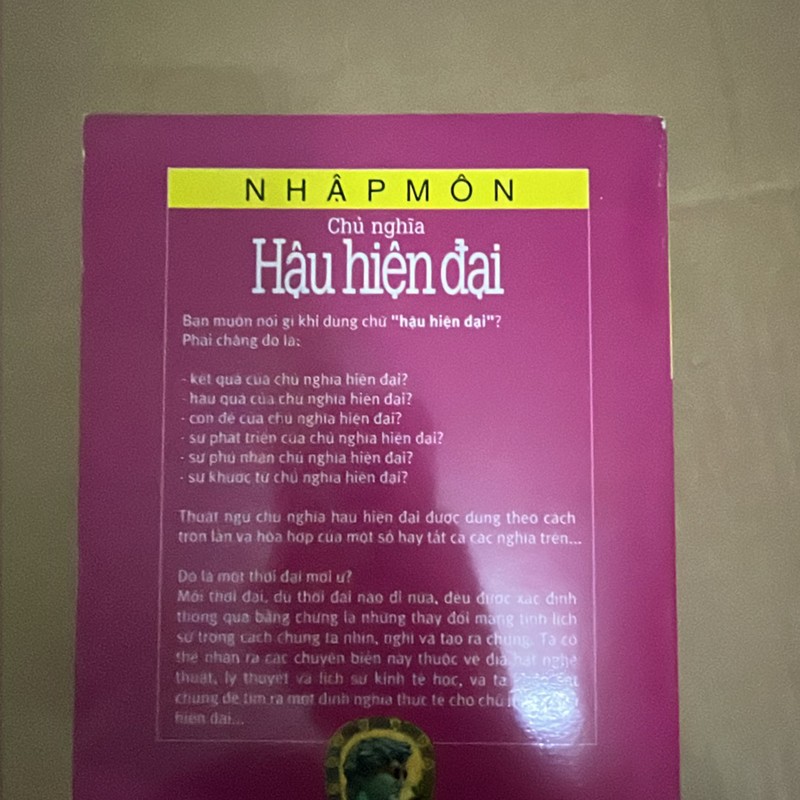 NHẬP MÔN
Chủ nghĩa
Hậu hiện đại
Bạn muốn nói gì khi dùng chữ "hậu hiện đại"?
Phải chăng đó là:
- kết quả của chủ nghĩa hiện đại?
- hậu quả của chủ nghĩa hiện đại?
- con đẻ của chủ nghĩa hiện đại?
- sự phát triển của chủ nghĩa hiện đại?
- sự phủ nhận chủ nghĩa hiện đại?
- sự khước từ chủ nghĩa hiện đại?
Thuật ngữ chủ nghĩa hậu hiện đại được dùng theo cách
trộn lẫn và hòa hợp của một số hay tất cả các nghĩa trên...
Đó là một thời đại mới ư?
Mỗi thời đại, dù thời đại nào đi nữa, đều được xác định
thông qua bằng chứng là những thay đổi mang tính lịch
sử trong cách chúng ta nhìn, nghĩ và tạo ra chúng. Ta có
thể nhận ra các chuyển biến này thuộc về địa hạt nghệ
thuật, lý thuyết và lịch sử kinh tế học, và ta
chúng để tìm ra một định nghĩa thực tế cho chủ
hiện đại...